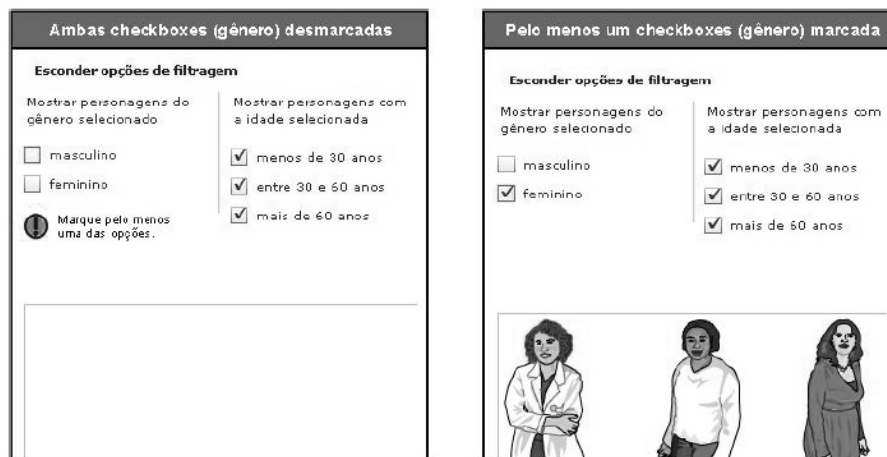 Ambas checkboxes (gênero) desmarcadas
Esconder opções de filtragem
Mostrar personagens do
gênero selecionado
masculino
feminino
Marque pelo menos
uma das opções.
Mostrar personagens com
a idade selecionada
menos de 30 anos
entre 30 e 60 anos
mais de 60 anos
Pelo menos um checkboxes (gênero) marcada
Esconder opções de filtragem
Mostrar personagens do
gênero selecionado
masculino
feminino
Mostrar personagens com
a idade selecionada
menos de 30 anos
entre 30 e 60 anos
mais de 60 anos